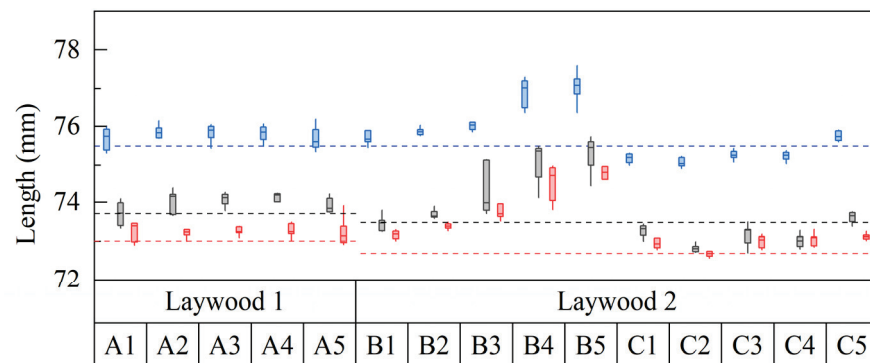 78
76
74
72
Length (mm)
Laywood 1 Laywood 2
A1 A2 A3 A4 A5 B1 B2 B3 B4 B5 C1 C2 C3 C4 C5